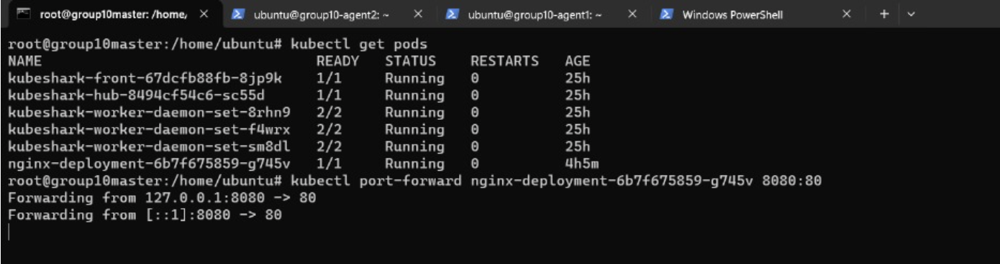 root@group10master: /home,
ubuntu@group10-agent2: ~
ubuntu@group10-agent1: ~
Windows PowerShell
root@group10master:/home/ubuntu# kubectl get pods
NAME READY STATUS RESTARTS AGE
kubeshark-front-67dcfb88fb-8jp9k 1/1 Running 0 25h
kubeshark-hub-8494cf54c6-sc55d 1/1 Running 0 25h
kubeshark-worker-daemon-set-8rhn9 2/2 Running 0 25h
kubeshark-worker-daemon-set-f4wrx 2/2 Running 0 25h
kubeshark-worker-daemon-set-sm8dl 2/2 Running 0 25h
nginx-deployment-6b7f675859-g745v 1/1 Running 0 4h5m
root@group10master:/home/ubuntu# kubectl port-forward nginx-deployment-6b7f675859-g745v 8080:80
Forwarding from 127.0.0.1:8080 -> 80
Forwarding from [::1]:8080 -> 80